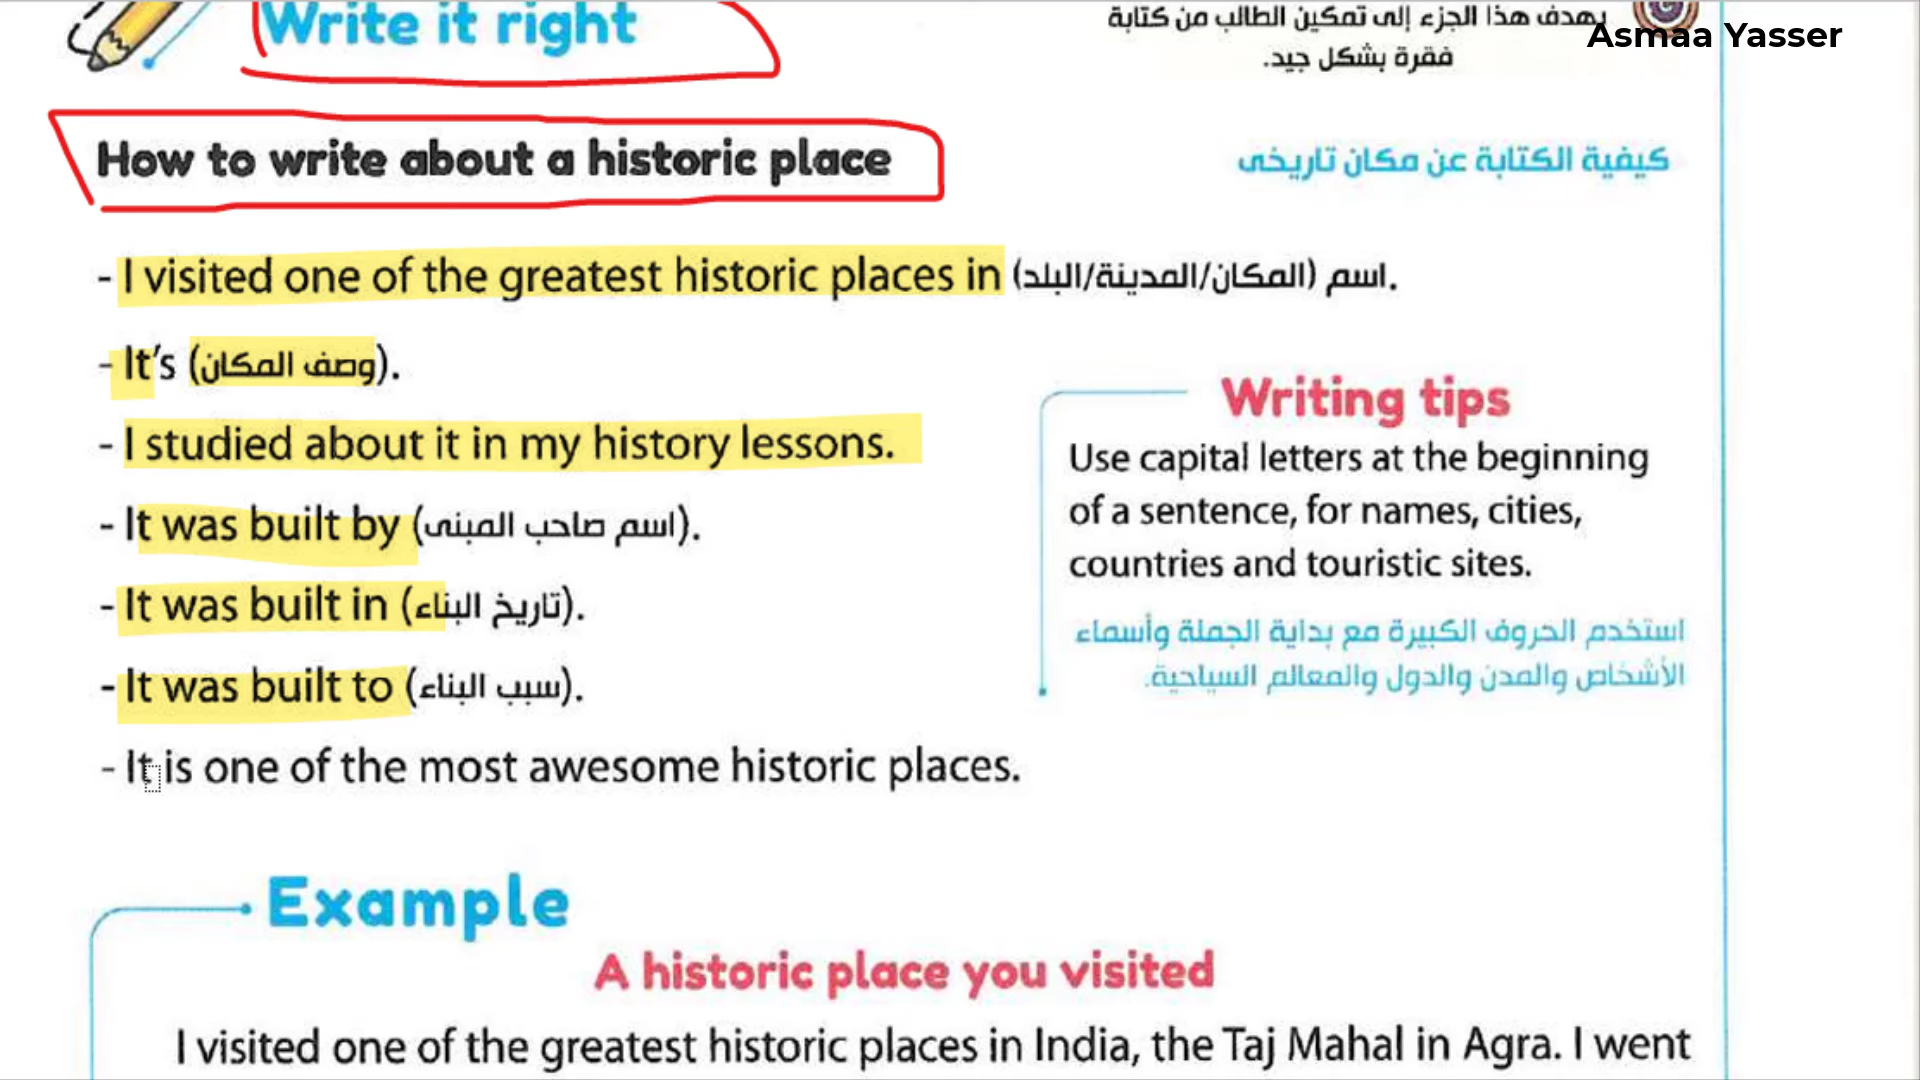 Write it right
يهدف هذا الجزء إلى تمكين الطالب من كتابة
فقرة بشكل جيد.
Asmaa Yasser
How to write about a historic place
كيفية الكتابة عن مكان تاريخى
- I visited one of the greatest historic places in (المكان/المدينة/البلد) اسم.
- It's (وصف المكان).
- I studied about it in my history lessons.
- It was built by (اسم صاحب المبنى).
- It was built in (تاريخ البناء).
- It was built to (سبب البناء).
- It is one of the most awesome historic places.
Writing tips
Use capital letters at the beginning
of a sentence, for names, cities,
countries and touristic sites.
استخدم الحروف الكبيرة مع بداية الجملة وأسماء
الأشخاص والمدن والدول والمعالم السياحية.
Example
A historic place you visited
I visited one of the greatest historic places in India, the Taj Mahal in Agra. I went